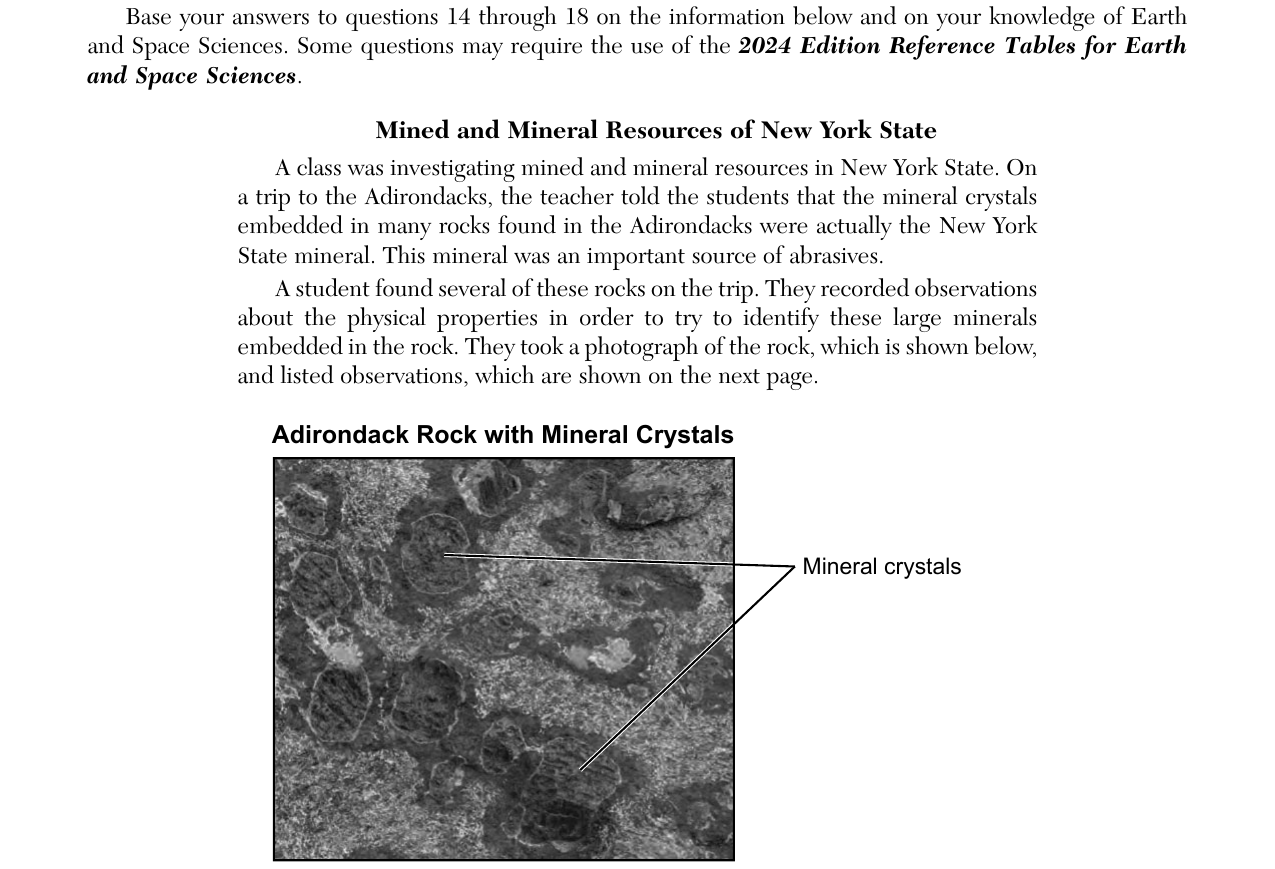 Base your answers to questions 14 through 18 on the information below and on your knowledge of Earth
and Space Sciences. Some questions may require the use of the 2024 Edition Reference Tables for Earth
and Space Sciences.
Mined and Mineral Resources of New York State
A class was investigating mined and mineral resources in New York State. On
a trip to the Adirondacks, the teacher told the students that the mineral crystals
embedded in many rocks found in the Adirondacks were actually the New York
State mineral. This mineral was an important source of abrasives.
A student found several of these rocks on the trip. They recorded observations
about the physical properties in order to try to identify these large minerals
embedded in the rock. They took a photograph of the rock, which is shown below,
and listed observations, which are shown on the next page.
Adirondack Rock with Mineral Crystals
Mineral crystals